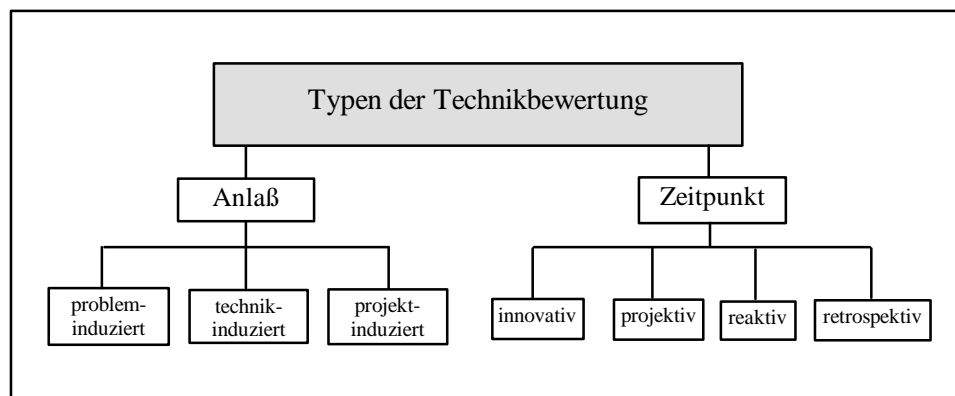 Typen der Technikbewertung
Anlaß
Zeitpunkt
problem-
induziert
technik-
induziert
projekt-
induziert
innovativ
projektiv
reaktiv
retrospektiv